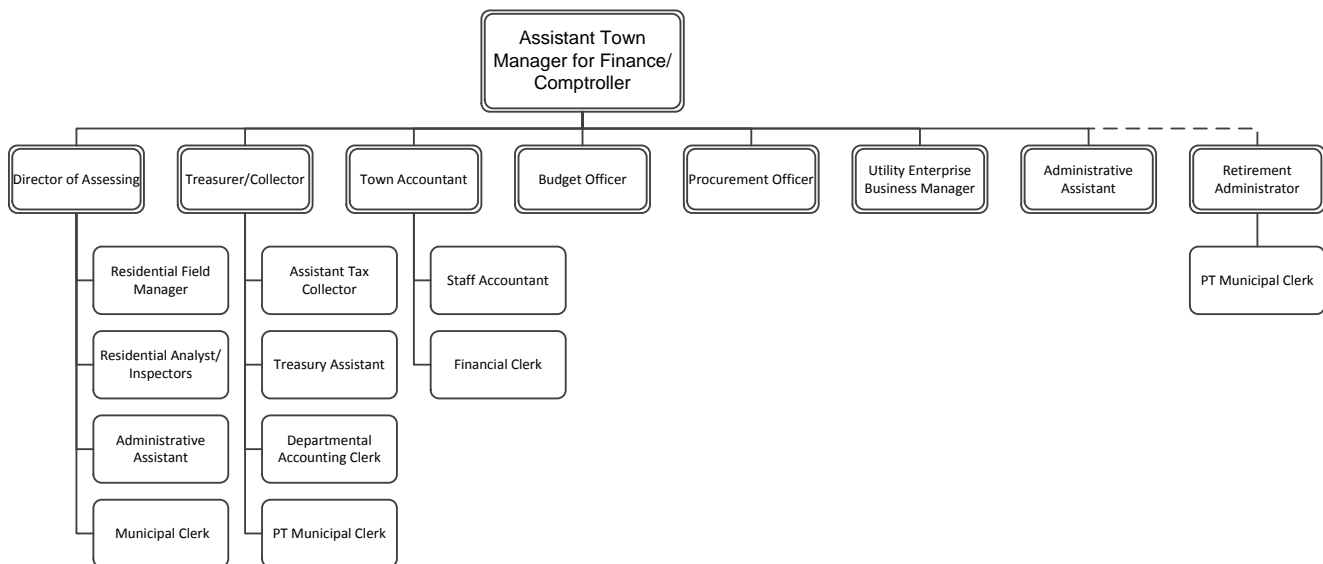 Assistant Town
Manager for Finance/
Comptroller
Director of Assessing
Treasurer/Collector
Town Accountant
Budget Officer
Procurement Officer
Utility Enterprise
Business Manager
Administrative
Assistant
Retirement
Administrator
Residential Field
Manager
Assistant Tax
Collector
Staff Accountant
PT Municipal Clerk
Residential Analyst/
Inspectors
Treasury Assistant
Financial Clerk
Administrative
Assistant
Departmental
Accounting Clerk
Municipal Clerk
PT Municipal Clerk